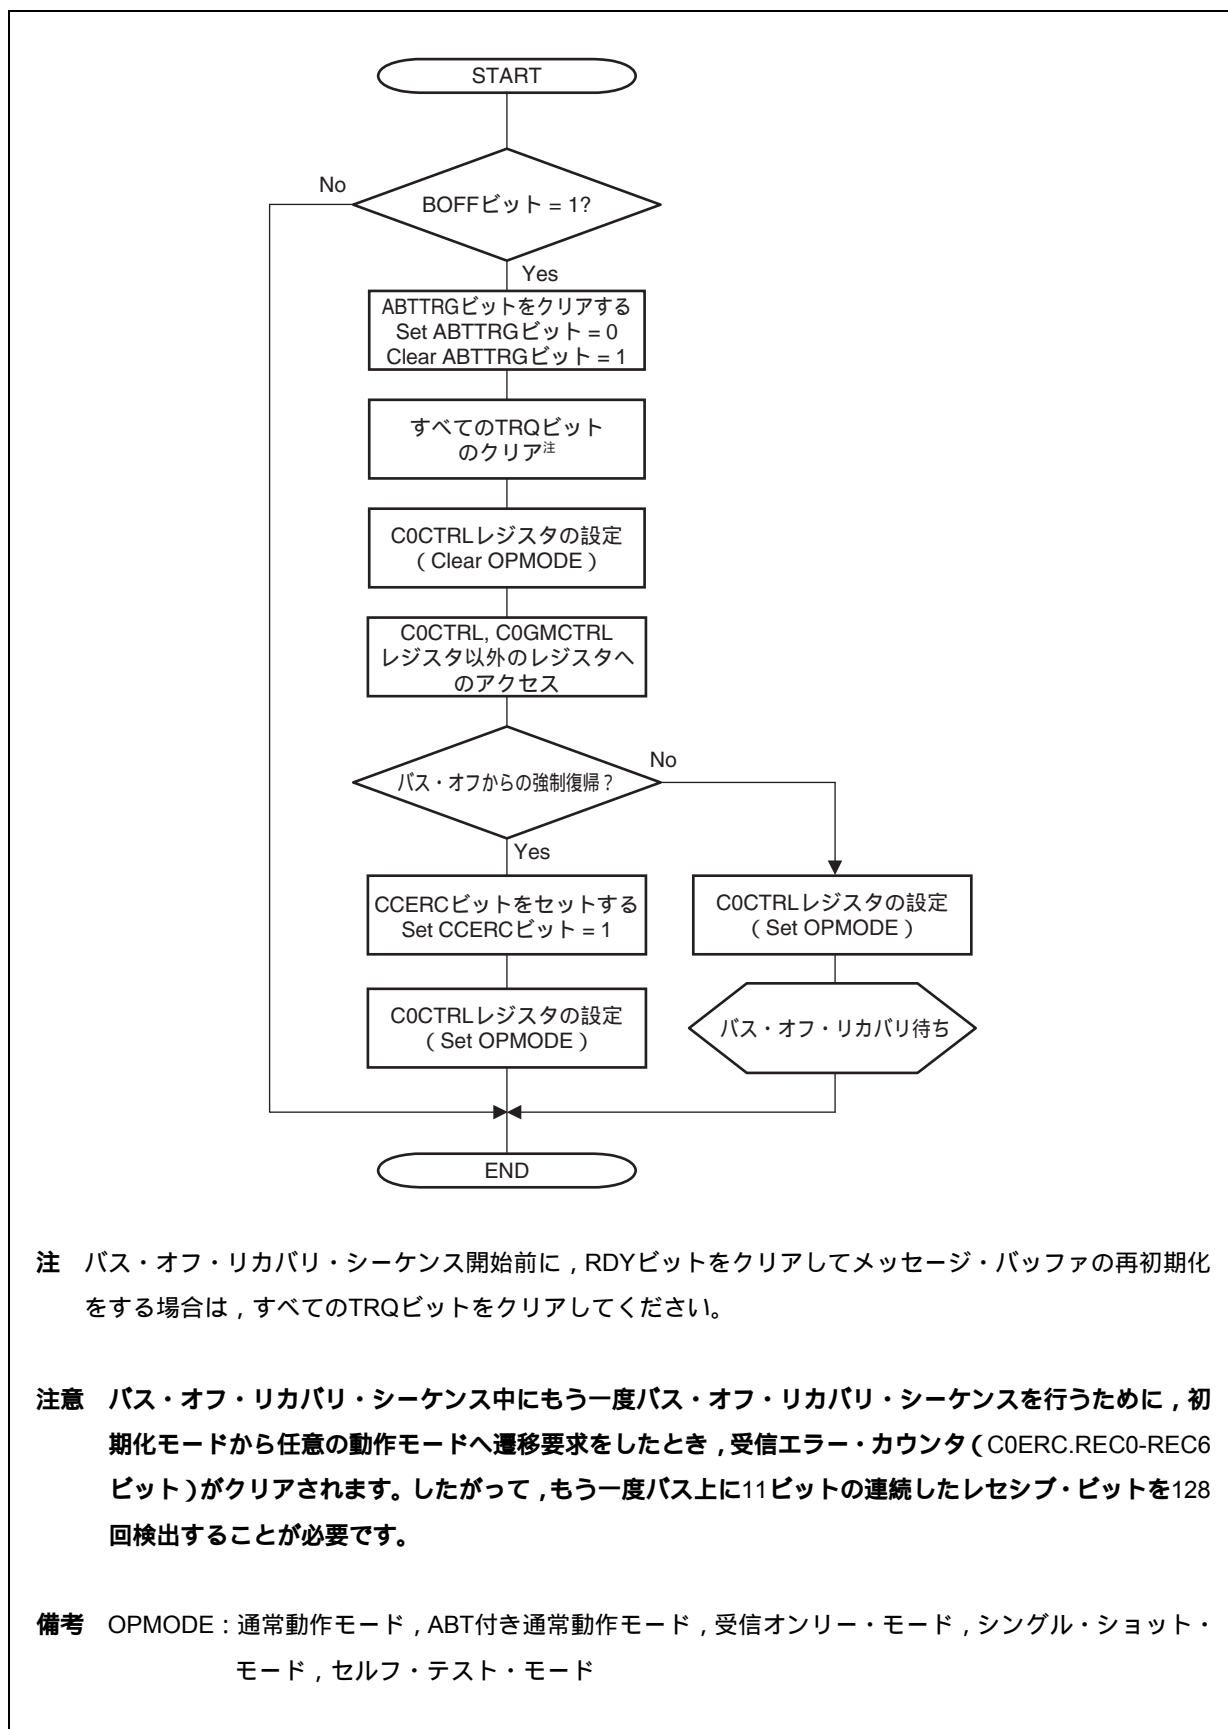 START
No
BOFFビット = 1?
Yes
ABTTRGビットをクリアする
Set ABTTRGビット = 0
Clear ABTTRGビット = 1
すべてのTRQビット
のクリア注
C0CTRLレジスタの設定
（Clear OPMODE）
C0CTRL, C0GMCTRL
レジスタ以外のレジスタへ
のアクセス
No
バス・オフからの強制復帰？
Yes
CCERCビットをセットする
Set CCERCビット = 1
C0CTRLレジスタの設定
（Set OPMODE）
C0CTRLレジスタの設定
（Set OPMODE）
バス・オフ・リカバリ待ち
END
注 バス・オフ・リカバリ・シーケンス開始前に，RDYビットをクリアしてメッセージ・バッファの再初期化
をする場合は，すべてのTRQビットをクリアしてください。
注意 バス・オフ・リカバリ・シーケンス中にもう一度バス・オフ・リカバリ・シーケンスを行うために，初
期化モードから任意の動作モードへ遷移要求をしたとき，受信エラー・カウンタ（C0ERC.REC0-REC6
ビット）がクリアされます。したがって，もう一度バス上に11ビットの連続したレセシブ・ビットを128
回検出することが必要です。
備考 OPMODE：通常動作モード，ABT付き通常動作モード，受信オンリー・モード，シングル・ショット・
モード，セルフ・テスト・モード